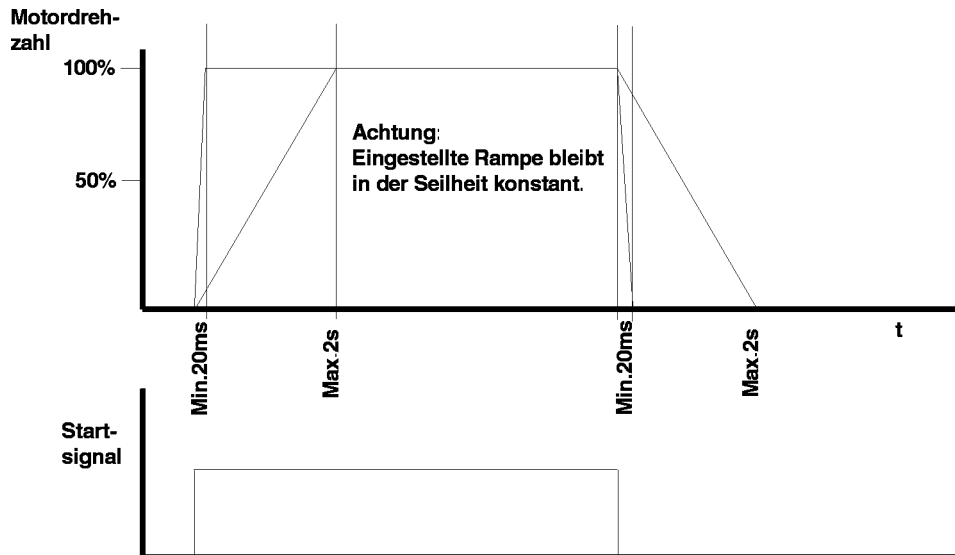 Motordreh-
zahl
100%
Achtung:
Eingestellte Rampe bleibt
in der Seilheit konstant.
50%
Min.20ms
Max.2s
Min.20ms
Max.2s
t
Start-
signal